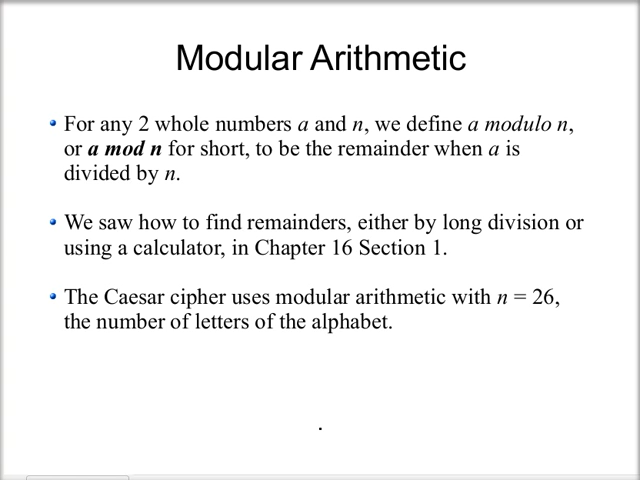 Modular Arithmetic
For any 2 whole numbers a and n, we define a modulo n,
or a mod n for short, to be the remainder when a is
divided by n.
We saw how to find remainders, either by long division or
using a calculator, in Chapter 16 Section 1.
The Caesar cipher uses modular arithmetic with n = 26,
the number of letters of the alphabet.
.